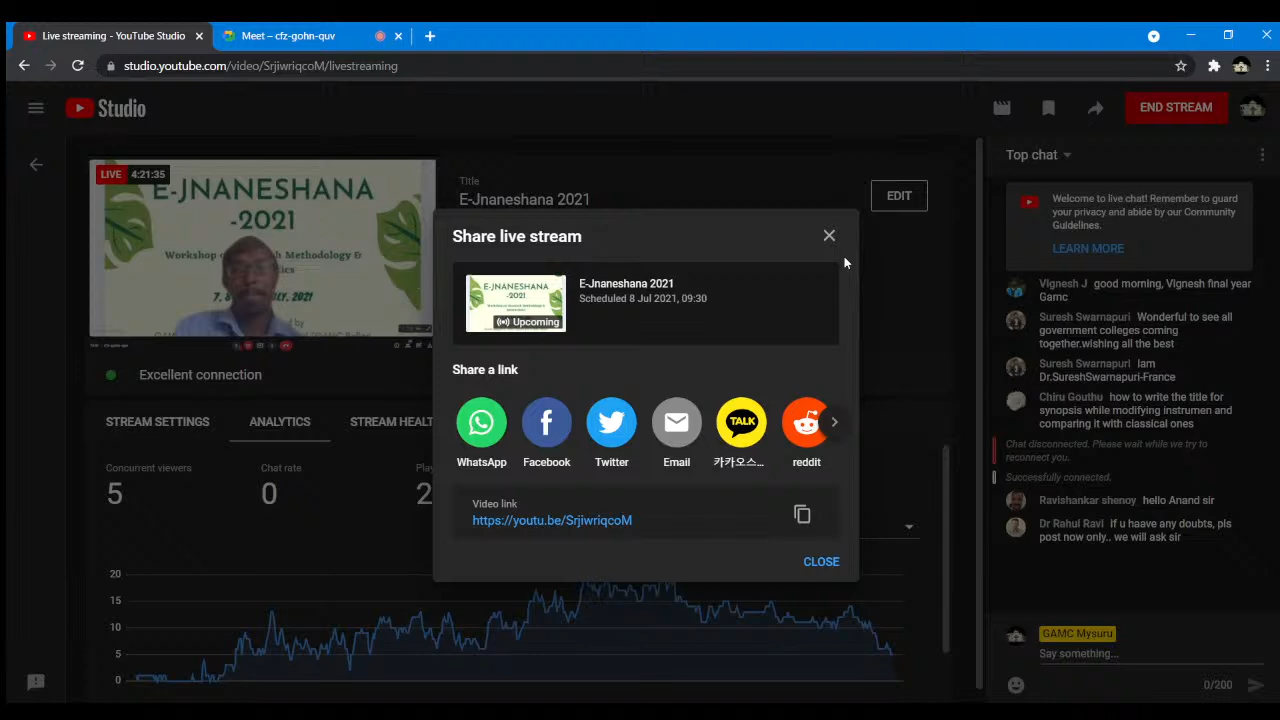 Live streaming - YouTube Studio
Meet – cfz-gohn-quv
studio.youtube.com/video/SrjiwriqcoM/livestreaming
Studio
END STREAM
LIVE 4:21:35
E-JNANESHANA
-2021
Title
E-Jnaneshana 2021
EDIT
Excellent connection
STREAM SETTINGS
ANALYTICS
STREAM HEALT
Concurrent viewers
5
Chat rate
0
Share live stream
E-JNANESHANA
-2021
Upcoming
E-Jnaneshana 2021
Scheduled 8 Jul 2021, 09:30
Share a link
TALK
WhatsApp
Facebook
Twitter
Email
카카오스...
reddit
Video link
https://youtu.be/SrjiwriqcoM
CLOSE
20
15
10
5
0
Top chat
Welcome to live chat! Remember to guard
your privacy and abide by our Community
Guidelines.
LEARN MORE
Vignesh J good morning, VIgnesh final year
Gamc
Suresh Swarnapuri Wonderful to see all
government colleges coming
together.wishing all the best
Suresh Swarnapuri Iam
Dr.SureshSwarnapuri-France
Chiru Gouthu how to write the title for
synopsis while modifying instrumen and
comparing it with classical ones
Chat disconnected. Please wait while we try to
reconnect you.
Successfully connected.
Ravishankar shenoy hello Anand sir
Dr Rahul Ravi if u haave any doubts, pls
post now only.. we will ask sir
GAMC Mysuru
Say something...
0/200